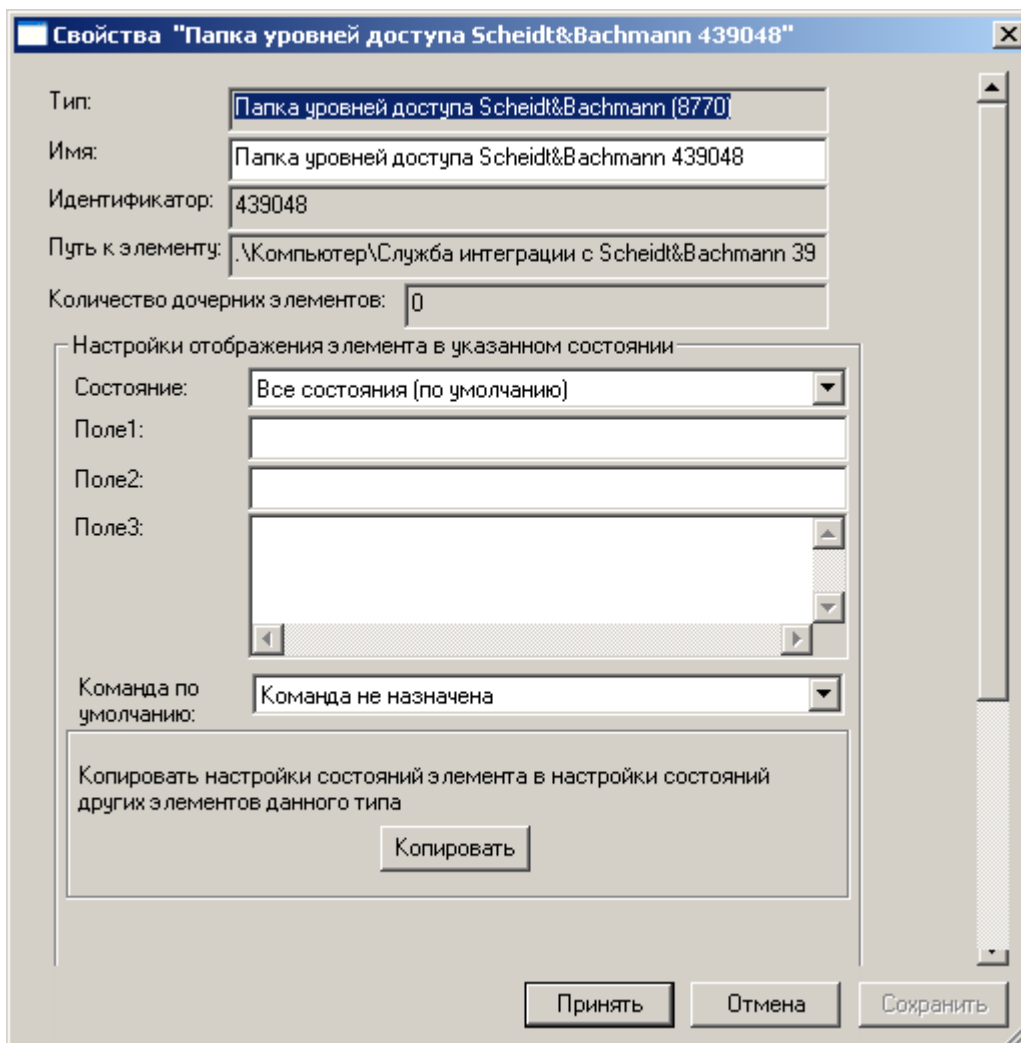 Свойства "Папка уровней доступа Scheidt&Bachmann 439048"
Тип: Папка уровней доступа Scheidt&Bachmann (8770)
Имя: Папка уровней доступа Scheidt&Bachmann 439048
Идентификатор: 439048
Путь к элементу: .\Компьютер\Служба интеграции с Scheidt&Bachmann 39
Количество дочерних элементов: 0
Настройки отображения элемента в указанном состоянии
Состояние: Все состояния (по умолчанию)
Поле1:
Поле2:
Поле3:
Команда по
умолчанию: Команда не назначена
Копировать настройки состояний элемента в настройки состояний
других элементов данного типа
Копировать
Принять Отмена Сохранить